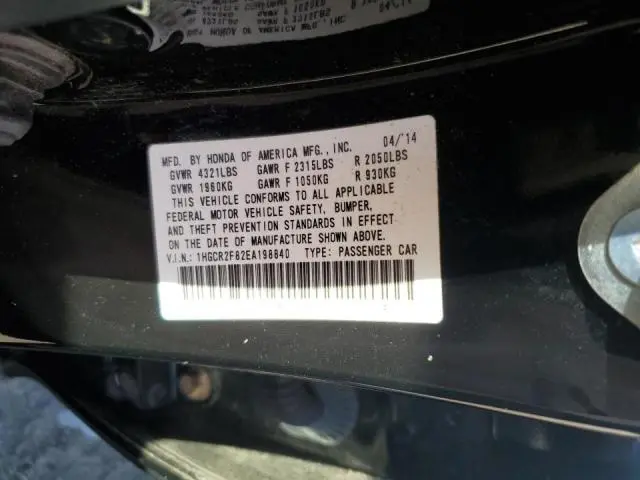 MFD. BY HONDA OF AMERICA MFG., INC. 04/'14
GVWR 4321LBS GAWR F 2315LBS R 2050LBS
GVWR 1960KG GAWR F 1050KG R 930KG
THIS VEHICLE CONFORMS TO ALL APPLICABLE
FEDERAL MOTOR VEHICLE SAFETY, BUMPER,
AND THEFT PREVENTION STANDARDS IN EFFECT
ON THE DATE OF MANUFACTURE SHOWN ABOVE.
V.I.N.: 1HGCR2F82EA198840 TYPE: PASSENGER CAR